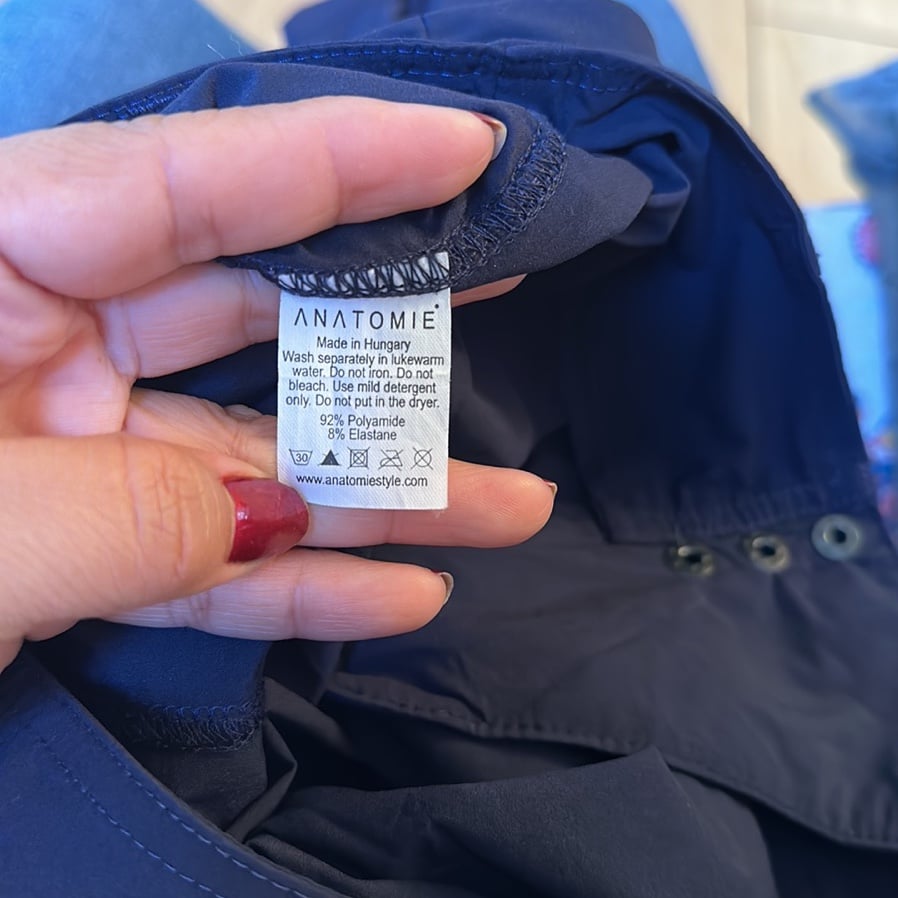 ANATOMIE
Made in Hungary
Wash separately in lukewarm
water. Do not iron. Do not
bleach. Use mild detergent
only. Do not put in the dryer.
92% Polyamide
8% Elastane
30
www.anatomiestyle.com